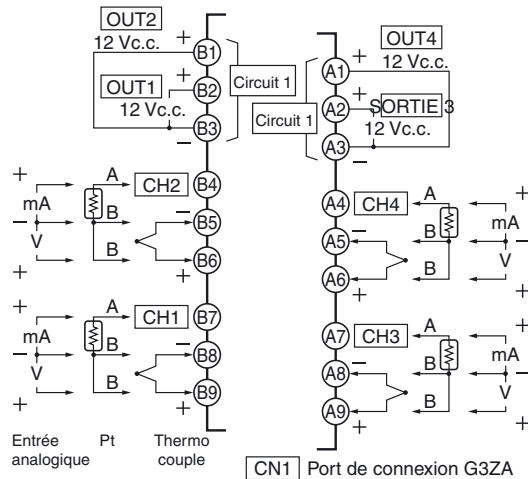 OUT2
12 Vc.c.
+
B1
OUT1
+
12 Vc.c.
B2
B3
−
Circuit 1
OUT4
+
12 Vc.c.
A1
+
A2
SORTIE 3
12 Vc.c.
A3
−
Circuit 1
+
mA
−
V
+
A
B
B
CH2
B4
−
B5
B6
+
A4
CH4
A
−
A5
B
A6
B
+
+
mA
−
V
+
+
mA
−
V
+
A
B
B
CH1
B7
−
B8
B9
+
A7
CH3
A
−
A8
B
A9
B
+
+
mA
−
V
+
Entrée analogique
Pt
Thermo couple
CN1 Port de connexion G3ZA